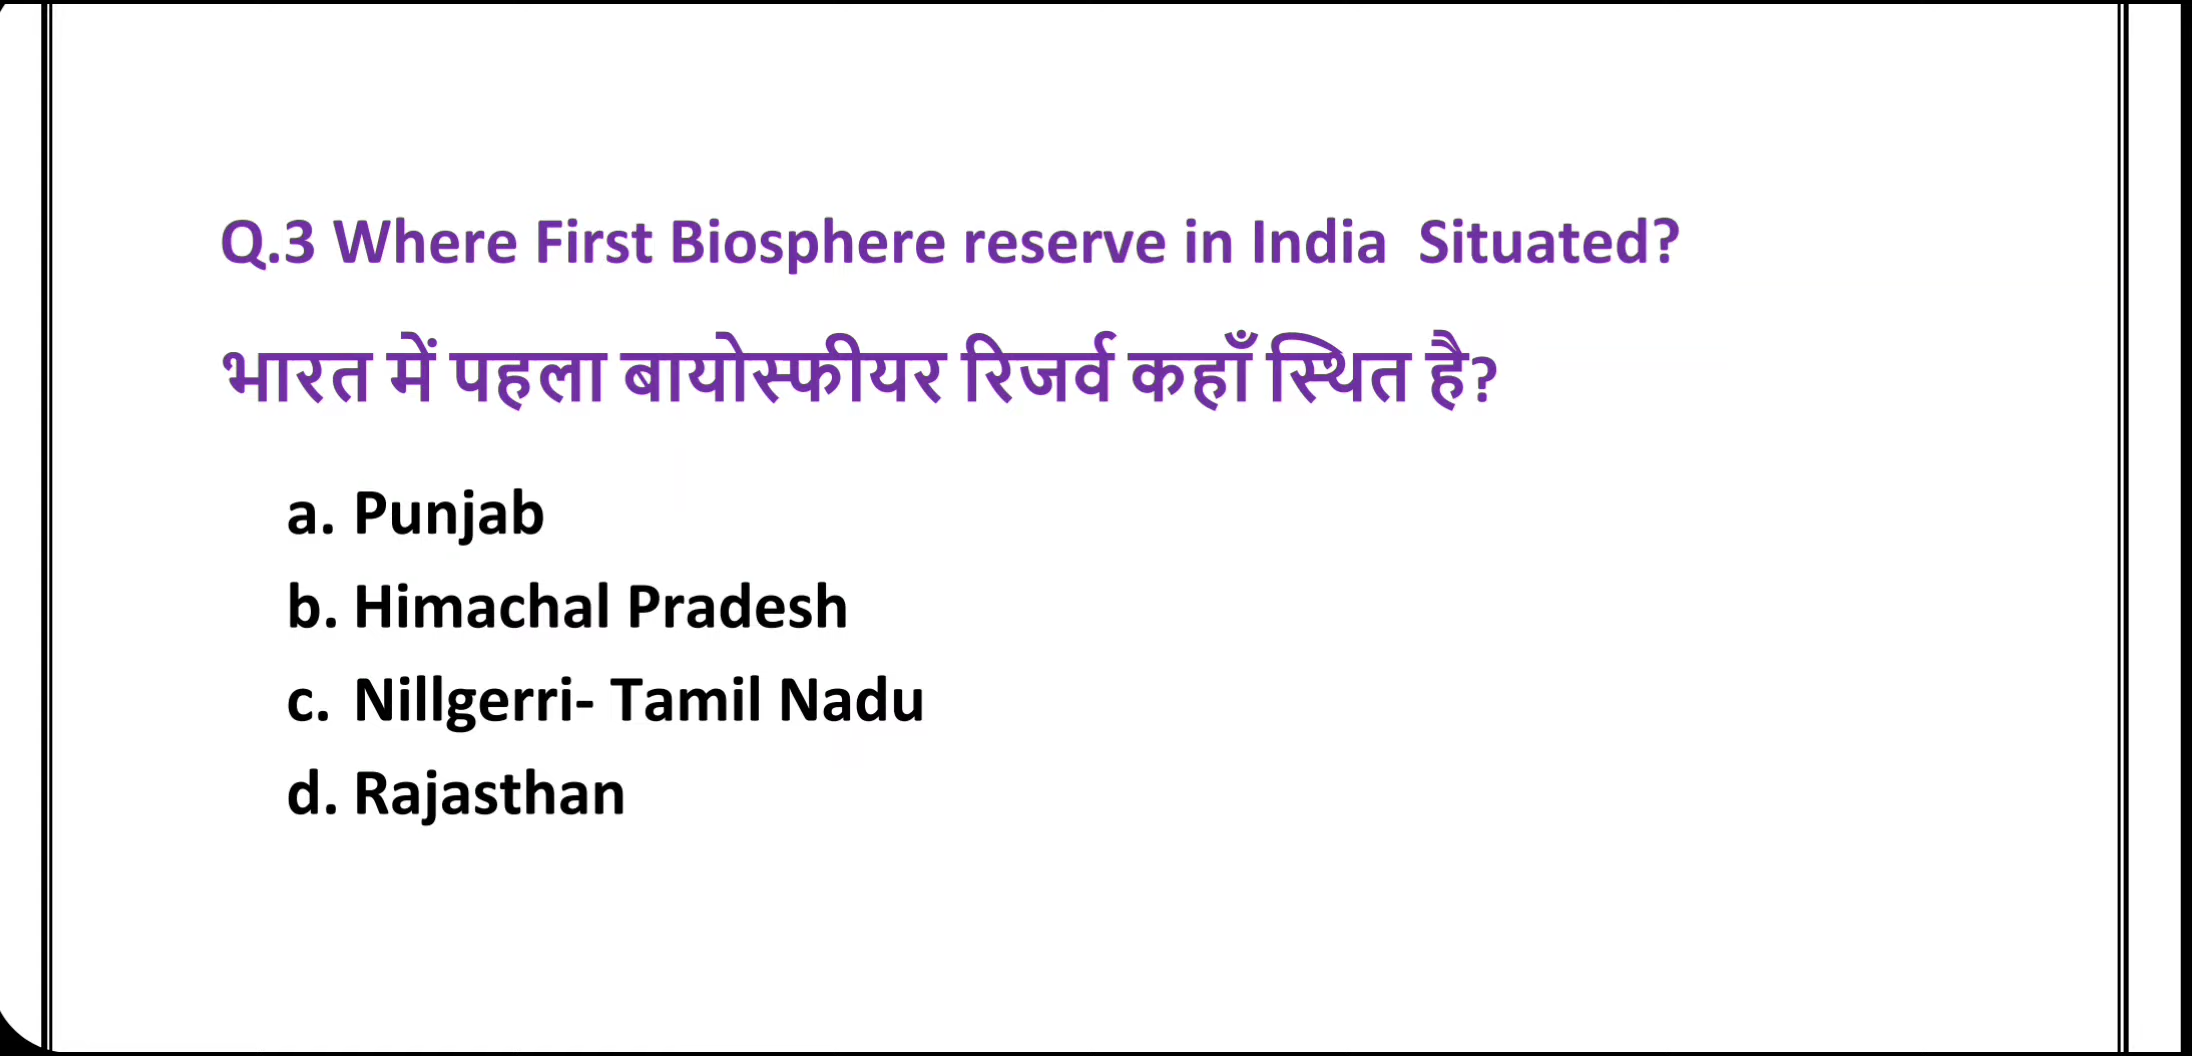 Q.3 Where First Biosphere reserve in India  Situated?
भारत में पहला बायोस्फीयर रिजर्व कहाँ स्थित है?
a. Punjab
b. Himachal Pradesh
c. Nillgerri- Tamil Nadu
d. Rajasthan